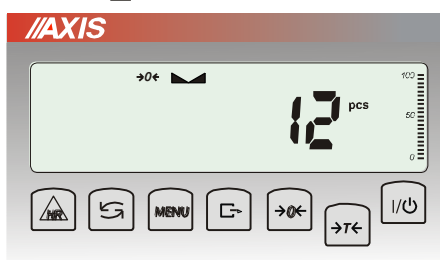 //AXIS
→0← 100
12 pcs 50
0
HR MENU →0← →T← I/⏻